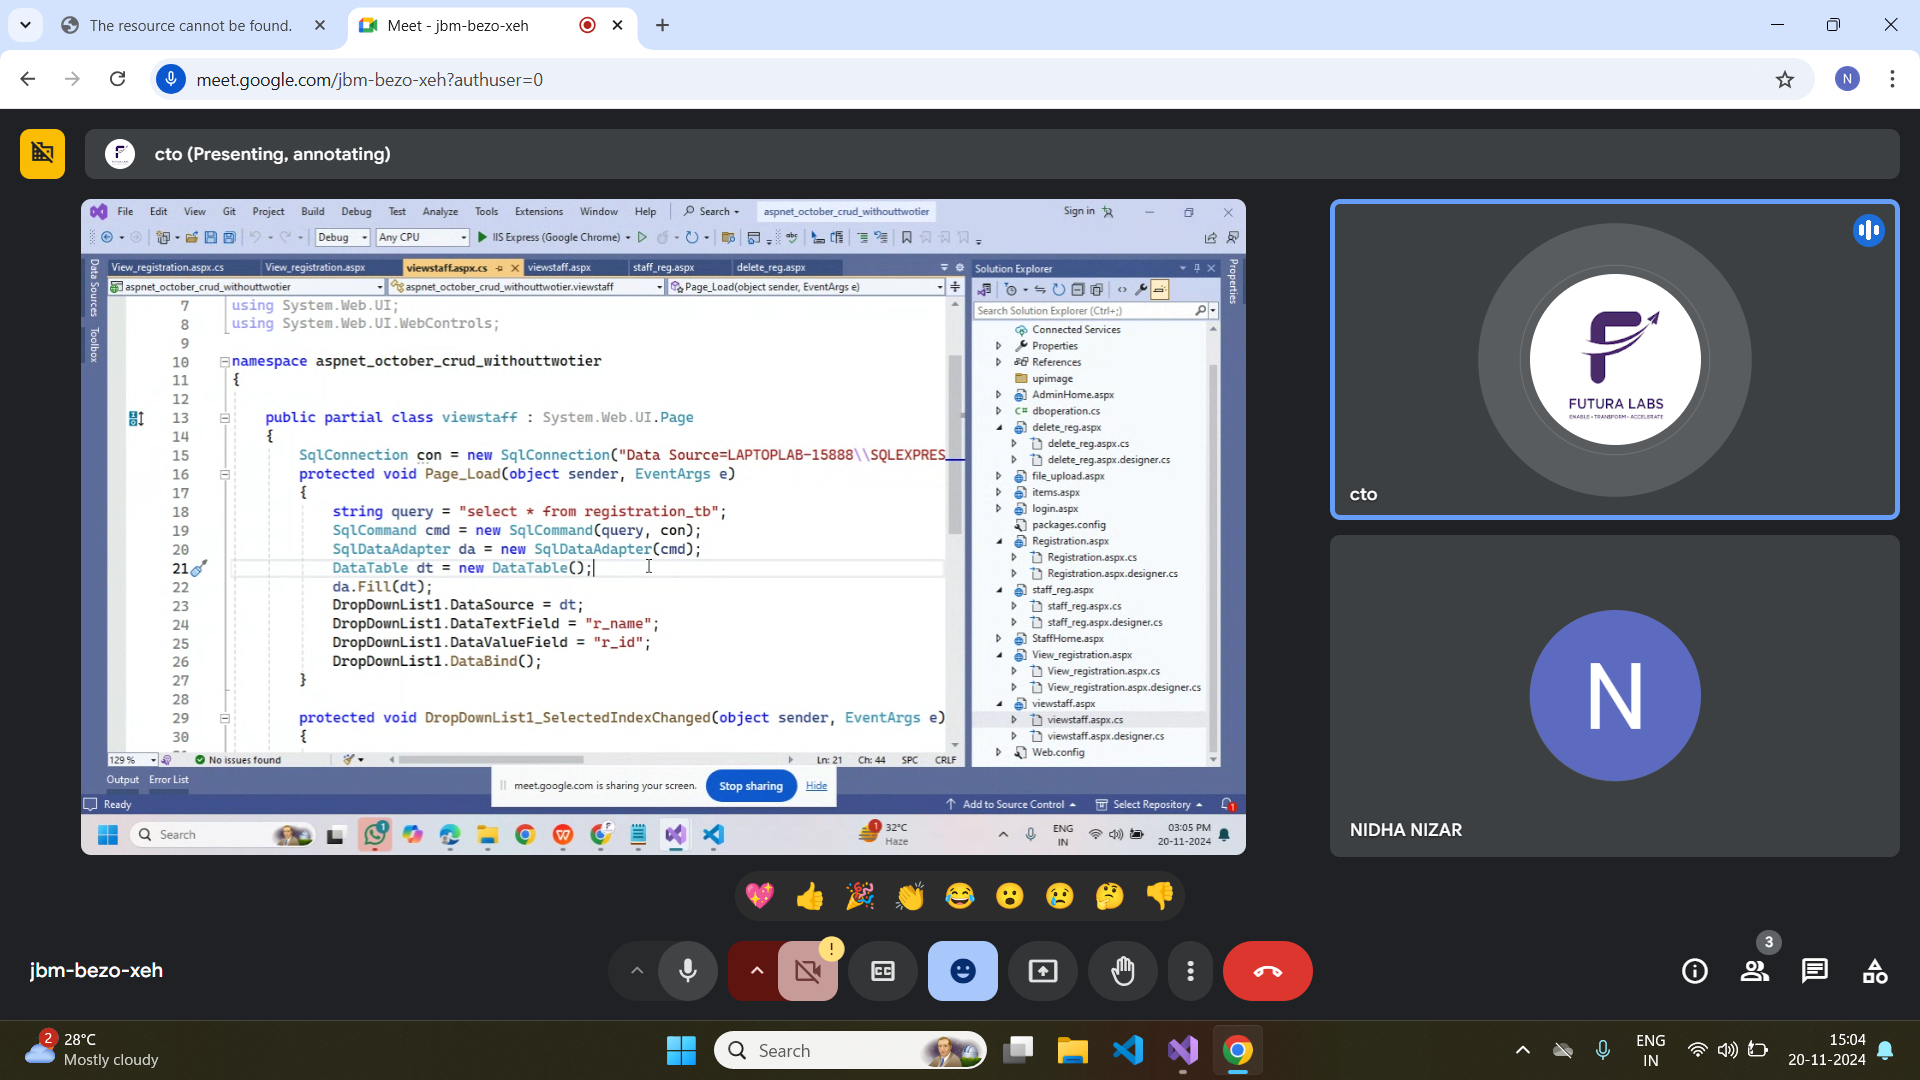 The resource cannot be found.
Meet - jbm-bezo-xeh
meet.google.com/jbm-bezo-xeh?authuser=0
N
cto (Presenting, annotating)
File Edit View Git Project Build Debug Test Analyze Tools Extensions Window Help Search aspnet_october_crud_withouttwotier Sign in
Debug Any CPU IIS Express (Google Chrome)
Data Sources
Toolbox
View_registration.aspx.cs View_registration.aspx viewstaff.aspx.cs viewstaff.aspx staff_reg.aspx delete_reg.aspx
aspnet_october_crud_withouttwotier aspnet_october_crud_withouttwotier.viewstaff Page_Load(object sender, EventArgs e)
7 using System.Web.UI;
8 using System.Web.UI.WebControls;
9
10 namespace aspnet_october_crud_withouttwotier
11 {
12
13 public partial class viewstaff : System.Web.UI.Page
14 {
15 SqlConnection con = new SqlConnection("Data Source=LAPTOPLAB-15888\\SQLEXPRES
16 protected void Page_Load(object sender, EventArgs e)
17 {
18 string query = "select * from registration_tb";
19 SqlCommand cmd = new SqlCommand(query, con);
20 SqlDataAdapter da = new SqlDataAdapter(cmd);
21 DataTable dt = new DataTable();
22 da.Fill(dt);
23 DropDownList1.DataSource = dt;
24 DropDownList1.DataTextField = "r_name";
25 DropDownList1.DataValueField = "r_id";
26 DropDownList1.DataBind();
27 }
28
29 protected void DropDownList1_SelectedIndexChanged(object sender, EventArgs e)
30 {
129 % No issues found Ln: 21 Ch: 44 SPC CRLF
Output Error List
Ready
Add to Source Control Select Repository 1
Solution Explorer
Properties
Search Solution Explorer (Ctrl+;)
Connected Services
Properties
References
upimage
AdminHome.aspx
C# dboperation.cs
delete_reg.aspx
delete_reg.aspx.cs
delete_reg.aspx.designer.cs
file_upload.aspx
items.aspx
login.aspx
packages.config
Registration.aspx
Registration.aspx.cs
Registration.aspx.designer.cs
staff_reg.aspx
staff_reg.aspx.cs
staff_reg.aspx.designer.cs
StaffHome.aspx
View_registration.aspx
View_registration.aspx.cs
View_registration.aspx.designer.cs
viewstaff.aspx
viewstaff.aspx.cs
viewstaff.aspx.designer.cs
Web.config
meet.google.com is sharing your screen. Stop sharing Hide
Search
1
1
32°C
Haze
ENG
IN
03:05 PM
20-11-2024
FUTURA LABS
ENABLE • TRANSFORM • ACCELERATE
cto
N
NIDHA NIZAR
jbm-bezo-xeh
!
CC
3
2
28°C
Mostly cloudy
Search
ENG
IN
15:04
20-11-2024